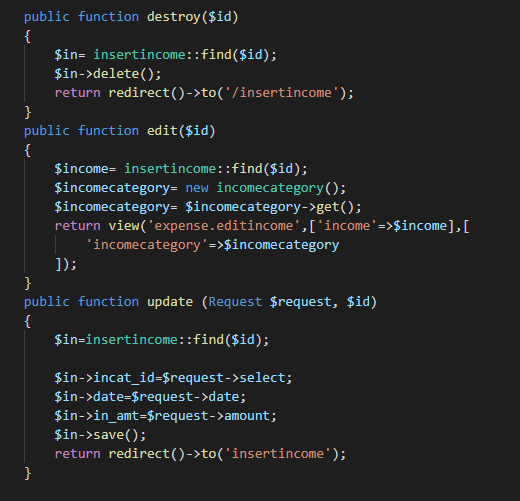 public function destroy($id)
{
$in= insertincome::find($id);
$in->delete();
return redirect()->to('/insertincome');
}
public function edit($id)
{
$income= insertincome::find($id);
$incomecategory= new incomecategory();
$incomecategory= $incomecategory->get();
return view('expense.editincome',['income'=>$income],[
'incomecategory'=>$incomecategory
]);
}
public function update (Request $request, $id)
{
$in=insertincome::find($id);
$in->incat_id=$request->select;
$in->date=$request->date;
$in->in_amt=$request->amount;
$in->save();
return redirect()->to('insertincome');
}